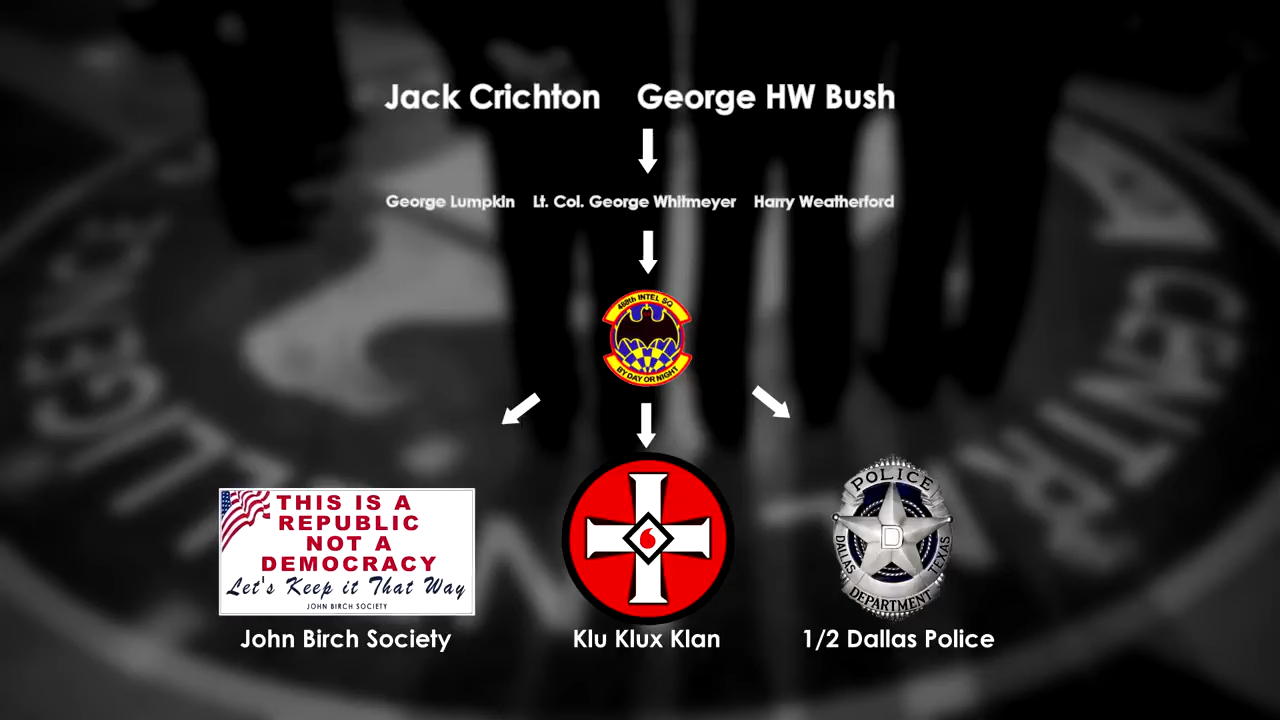 Jack Crichton George HW Bush
George Lumpkin Lt. Col. George Whitmeyer Harry Weatherford
488th INTEL SQ
BY DAY OR NIGHT
THIS IS A
REPUBLIC
NOT A
DEMOCRACY
Let's Keep it That Way
JOHN BIRCH SOCIETY
POLICE
D
DALLAS
TEXAS
DEPARTMENT
John Birch Society Klu Klux Klan 1/2 Dallas Police
CENTR
LLIGENCE
A